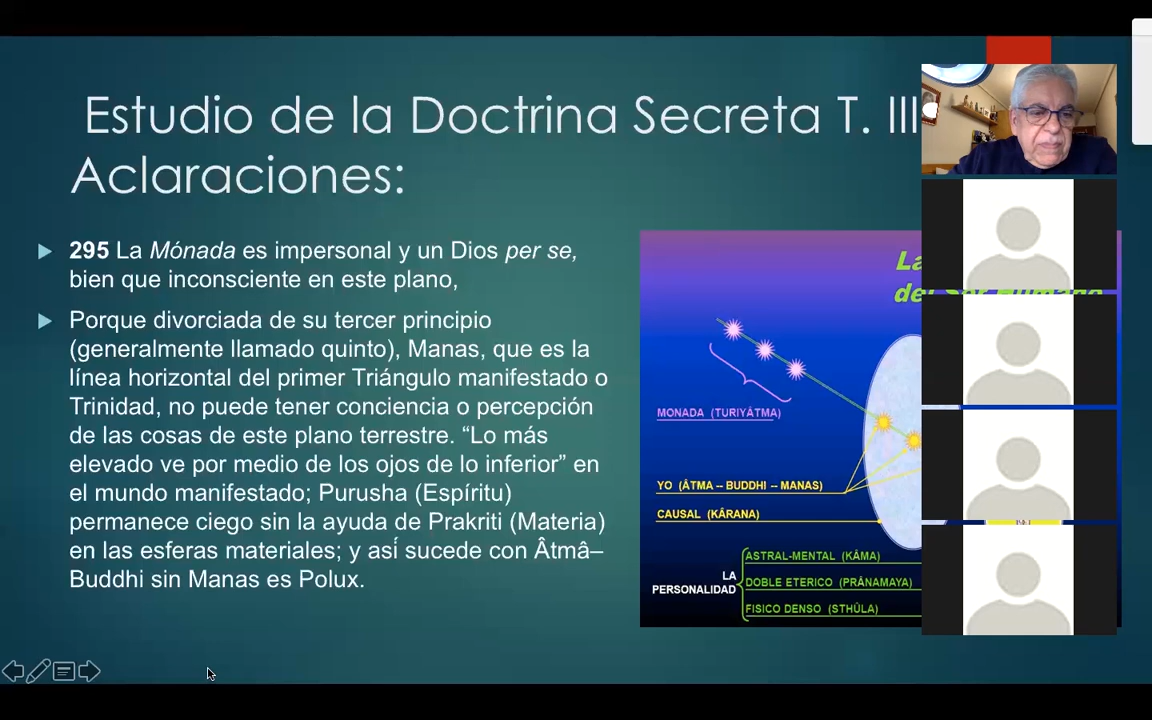 Estudio de la Doctrina Secreta T. III
Aclaraciones:
295 La Mónada es impersonal y un Dios per se,
bien que inconsciente en este plano,
Porque divorciada de su tercer principio
(generalmente llamado quinto), Manas, que es la
línea horizontal del primer Triángulo manifestado o
Trinidad, no puede tener conciencia o percepción
de las cosas de este plano terrestre. “Lo más
elevado ve por medio de los ojos de lo inferior” en
el mundo manifestado; Purusha (Espíritu)
permanece ciego sin la ayuda de Prakriti (Materia)
en las esferas materiales; y así sucede con Âtmâ–
Buddhi sin Manas es Polux.
La
del Ser Humano
MONADA (TURIYÂTMA)
YO (ÂTMA -- BUDDHI -- MANAS)
CAUSAL (KÂRANA)
LA
PERSONALIDAD
ASTRAL-MENTAL (KÂMA)
DOBLE ETERICO (PRÂNAMAYA)
FISICO DENSO (STHÛLA)